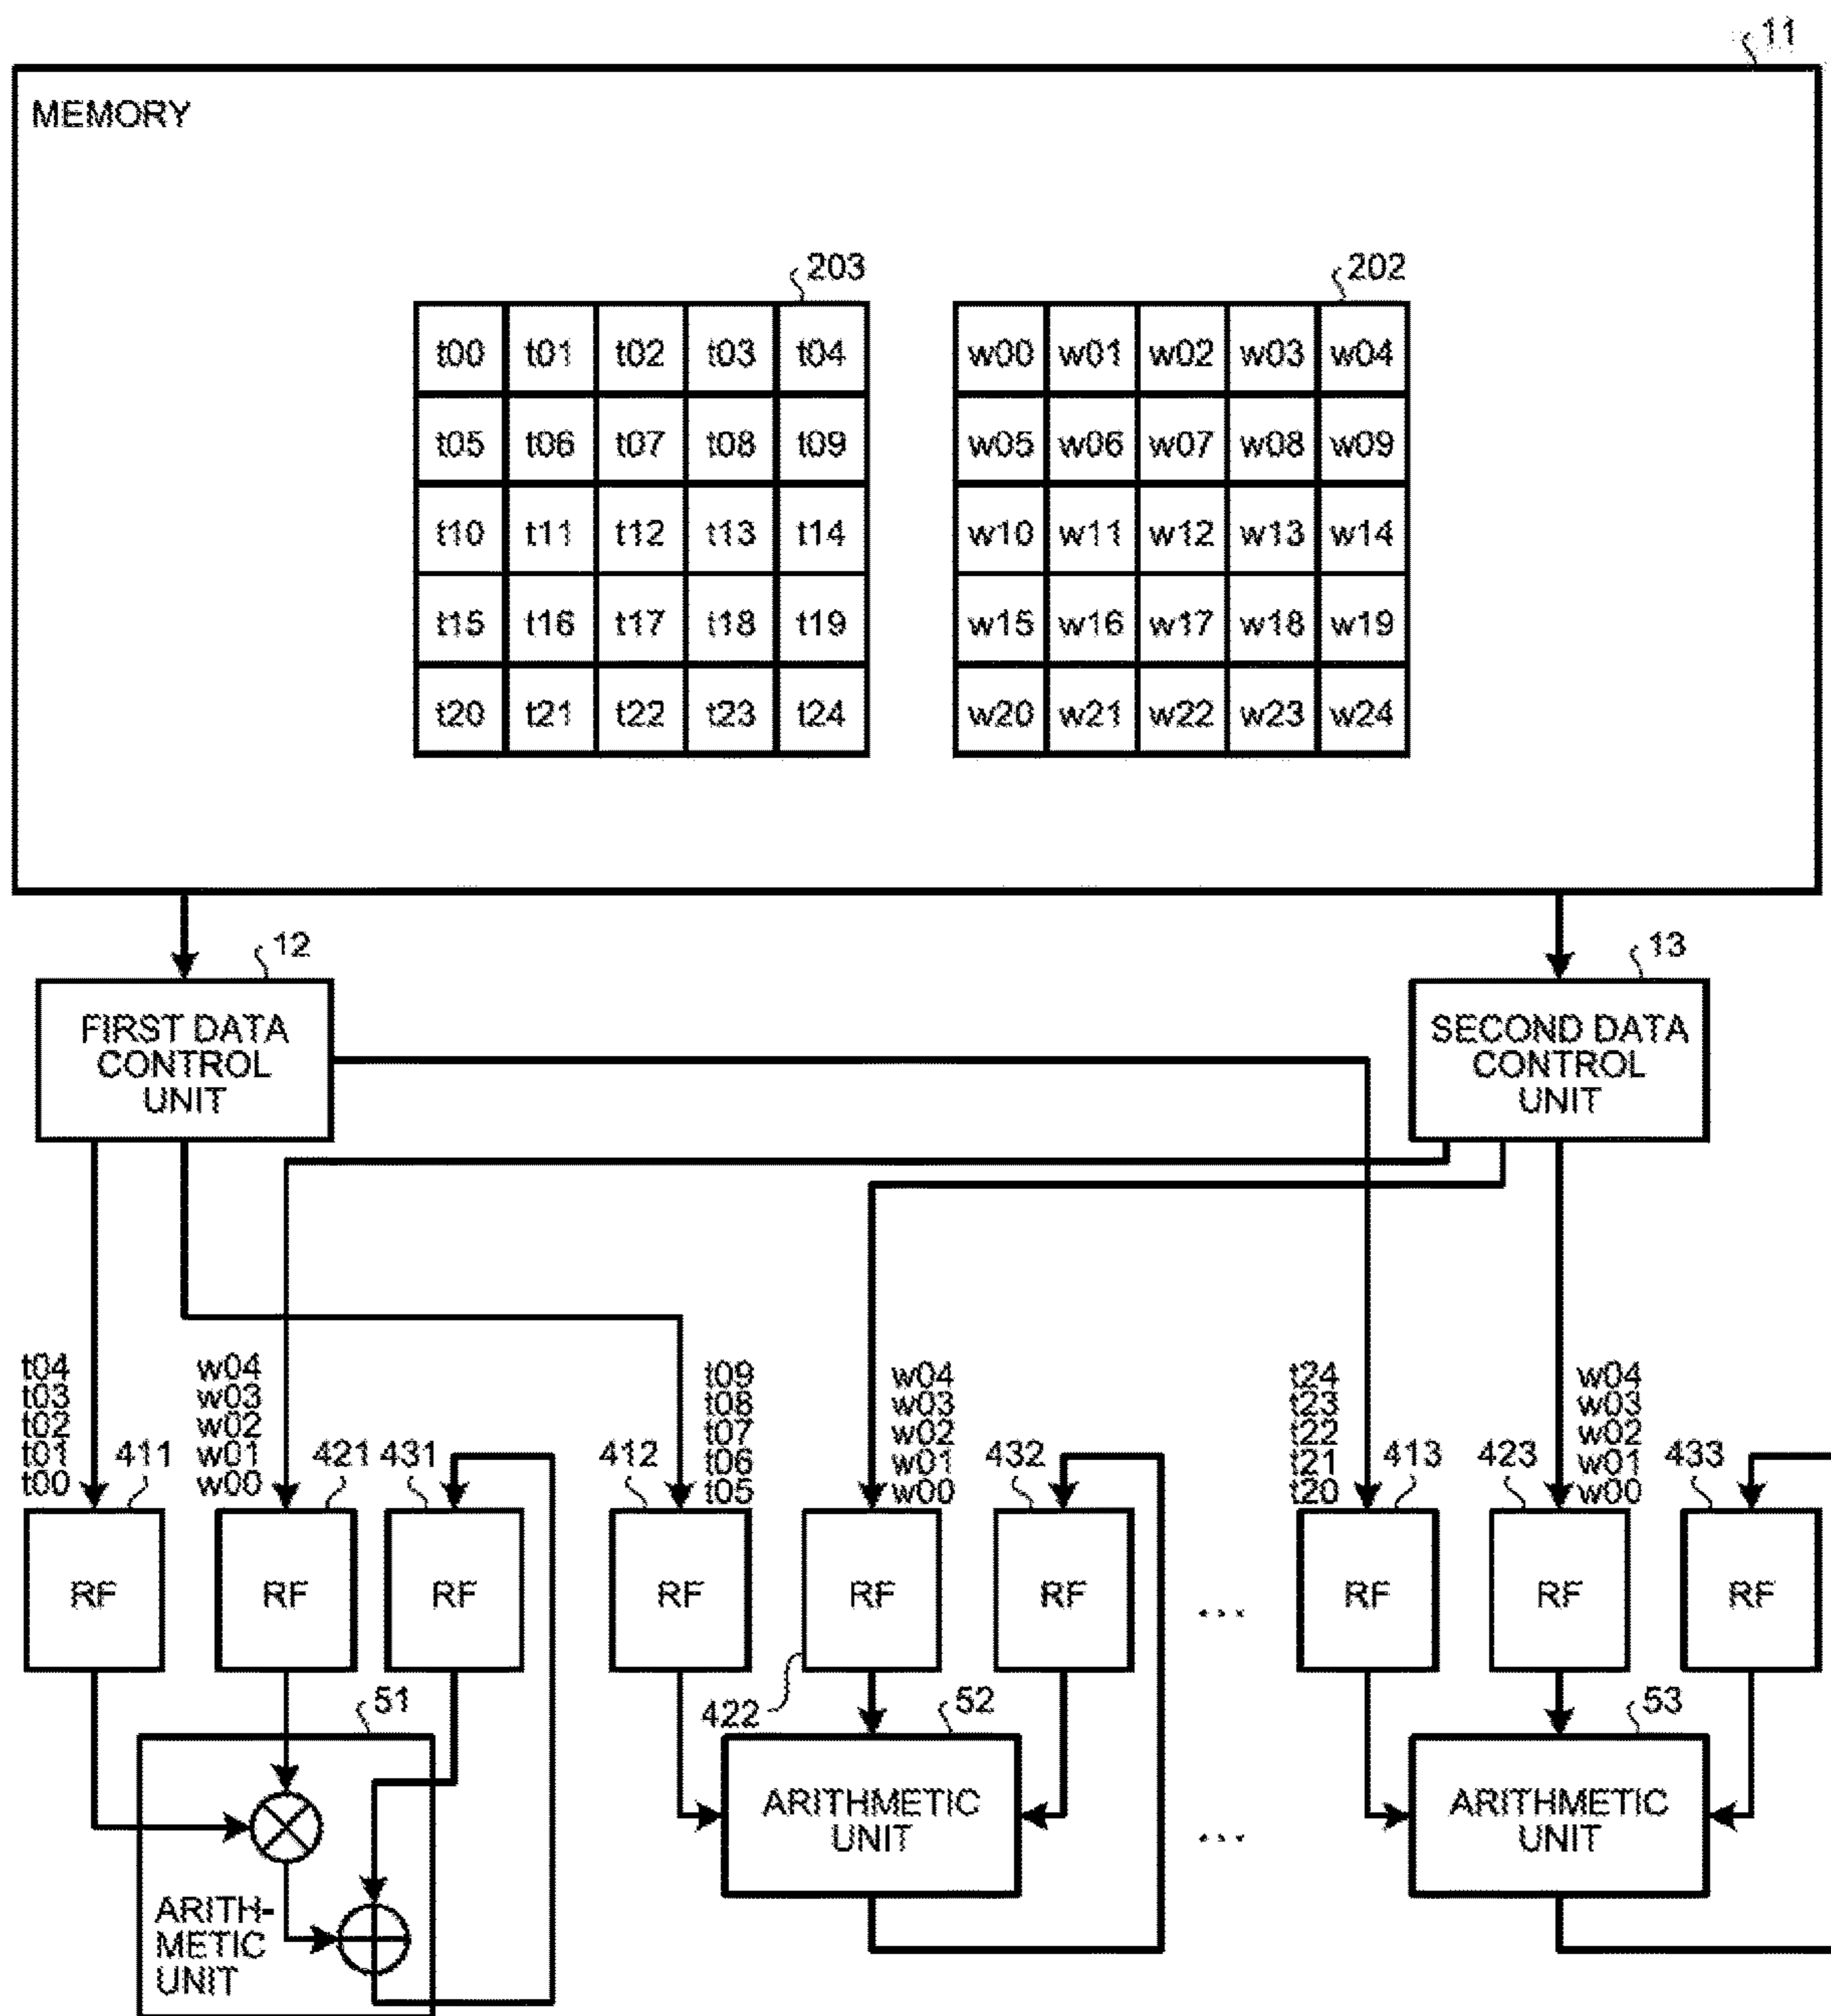 11
MEMORY
203
202
t00 t01 t02 t03 t04
w00 w01 w02 w03 w04
t05 t06 t07 t08 t09
w05 w06 w07 w08 w09
t10 t11 t12 t13 t14
w10 w11 w12 w13 w14
t15 t16 t17 t18 t19
w15 w16 w17 w18 w19
t20 t21 t22 t23 t24
w20 w21 w22 w23 w24
12
13
FIRST DATA
CONTROL
UNIT
SECOND DATA
CONTROL
UNIT
t04
t03
t02
t01
t00
411
w04
w03
w02
w01
w00
421
431
412
t09
t08
t07
t06
t05
w04
w03
w02
w01
w00
432
t24
t23
t22
t21
t20
413
423
w04
w03
w02
w01
w00
433
RF
RF
RF
RF
RF
RF
...
RF
RF
RF
51
422
52
53
ARITH-
METIC
UNIT
ARITHMETIC
UNIT
...
ARITHMETIC
UNIT